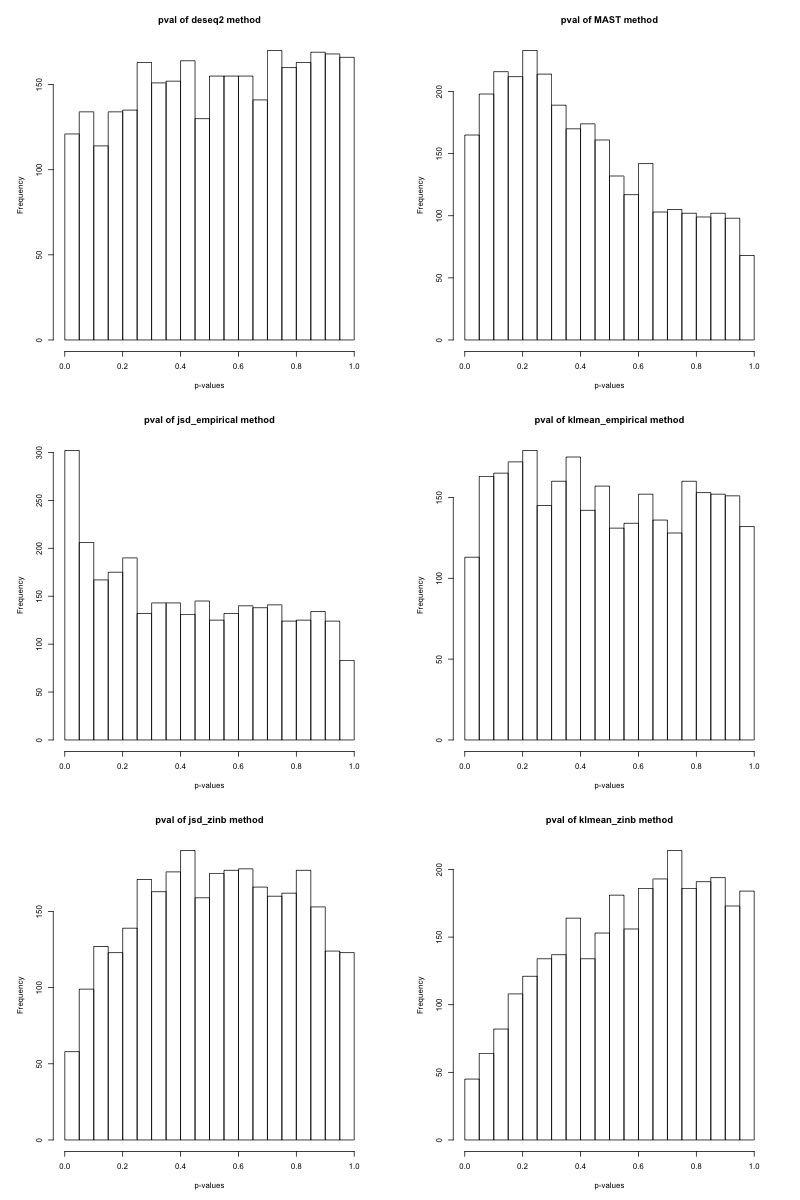 pval of deseq2 method
Frequency
0 50 100 150
0.0 0.2 0.4 0.6 0.8 1.0
p-values
pval of MAST method
Frequency
0 50 100 150 200
0.0 0.2 0.4 0.6 0.8 1.0
p-values
pval of jsd_empirical method
Frequency
0 50 100 150 200 250 300
0.0 0.2 0.4 0.6 0.8 1.0
p-values
pval of klmean_empirical method
Frequency
0 50 100 150
0.0 0.2 0.4 0.6 0.8 1.0
p-values
pval of jsd_zinb method
Frequency
0 50 100 150
0.0 0.2 0.4 0.6 0.8 1.0
p-values
pval of klmean_zinb method
Frequency
0 50 100 150 200
0.0 0.2 0.4 0.6 0.8 1.0
p-values